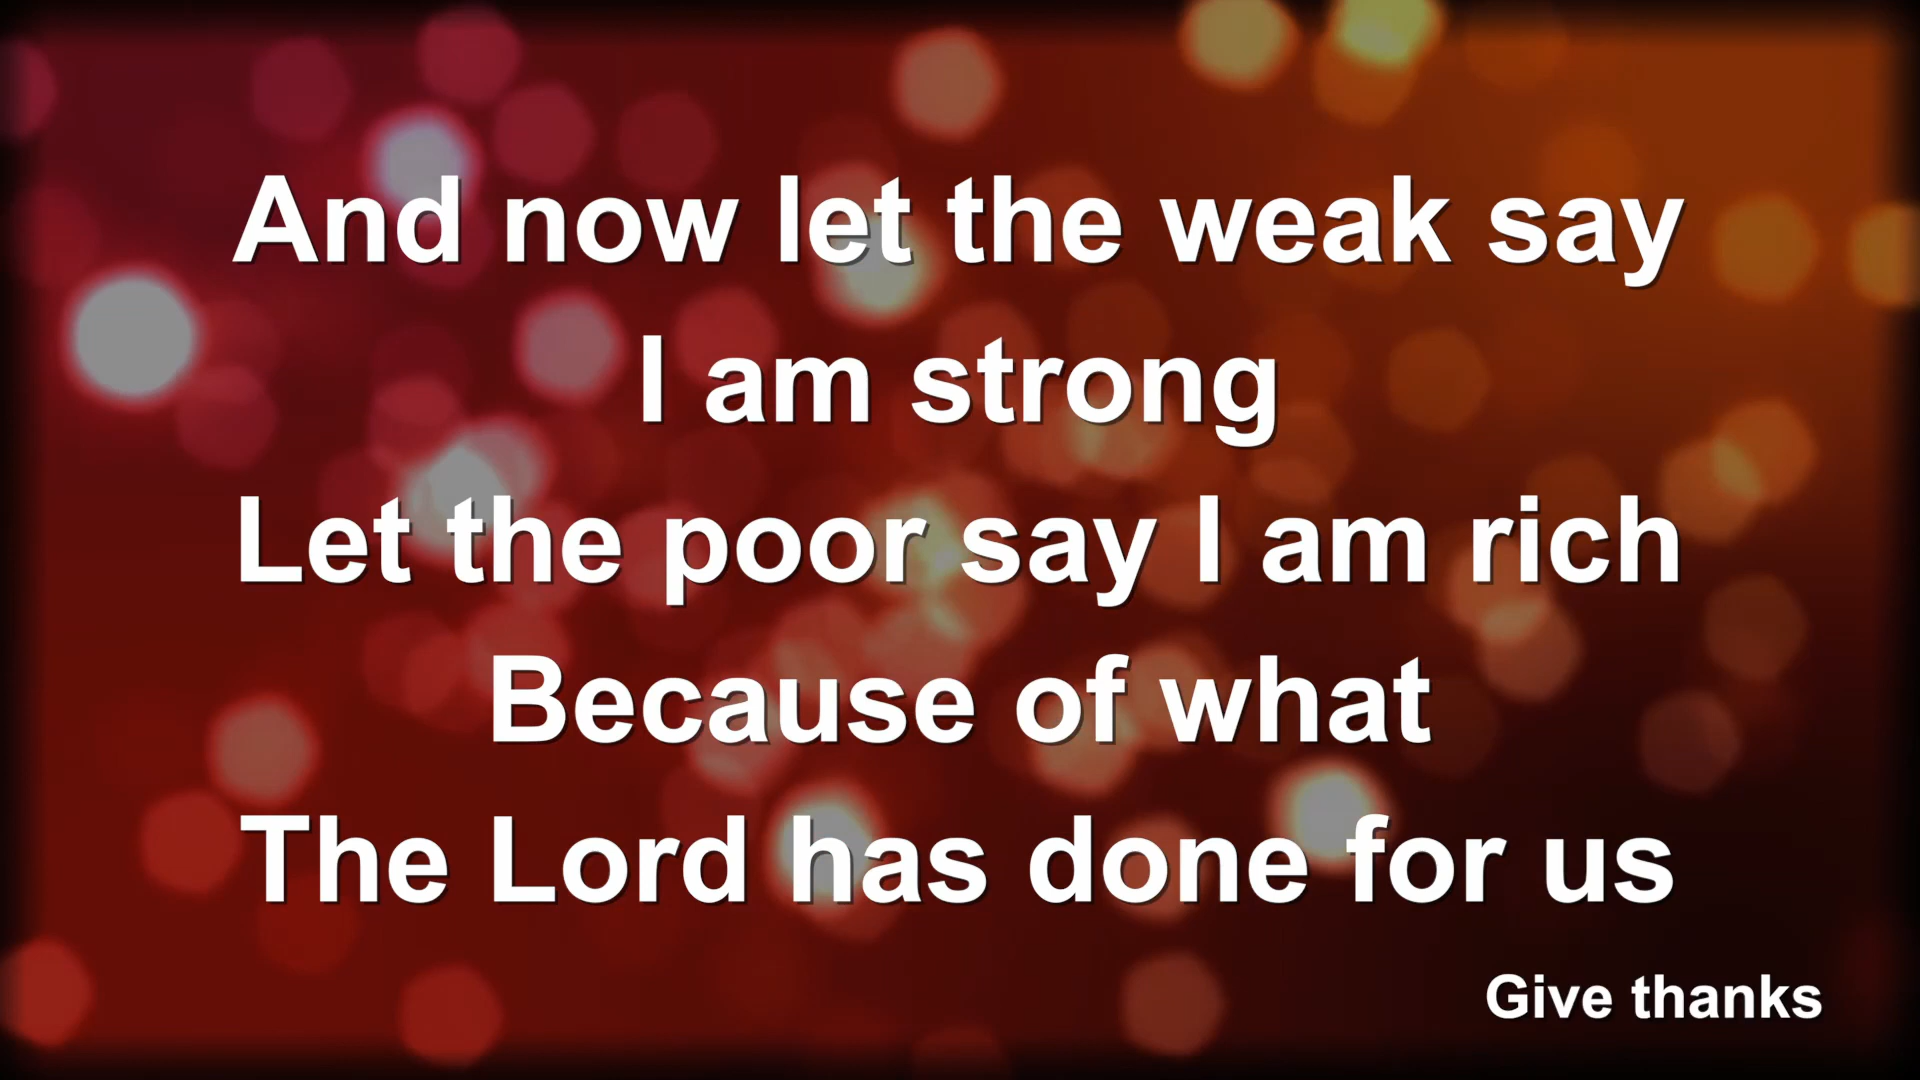 And now let the weak say
I am strong
Let the poor say I am rich
Because of what
The Lord has done for us
Give thanks